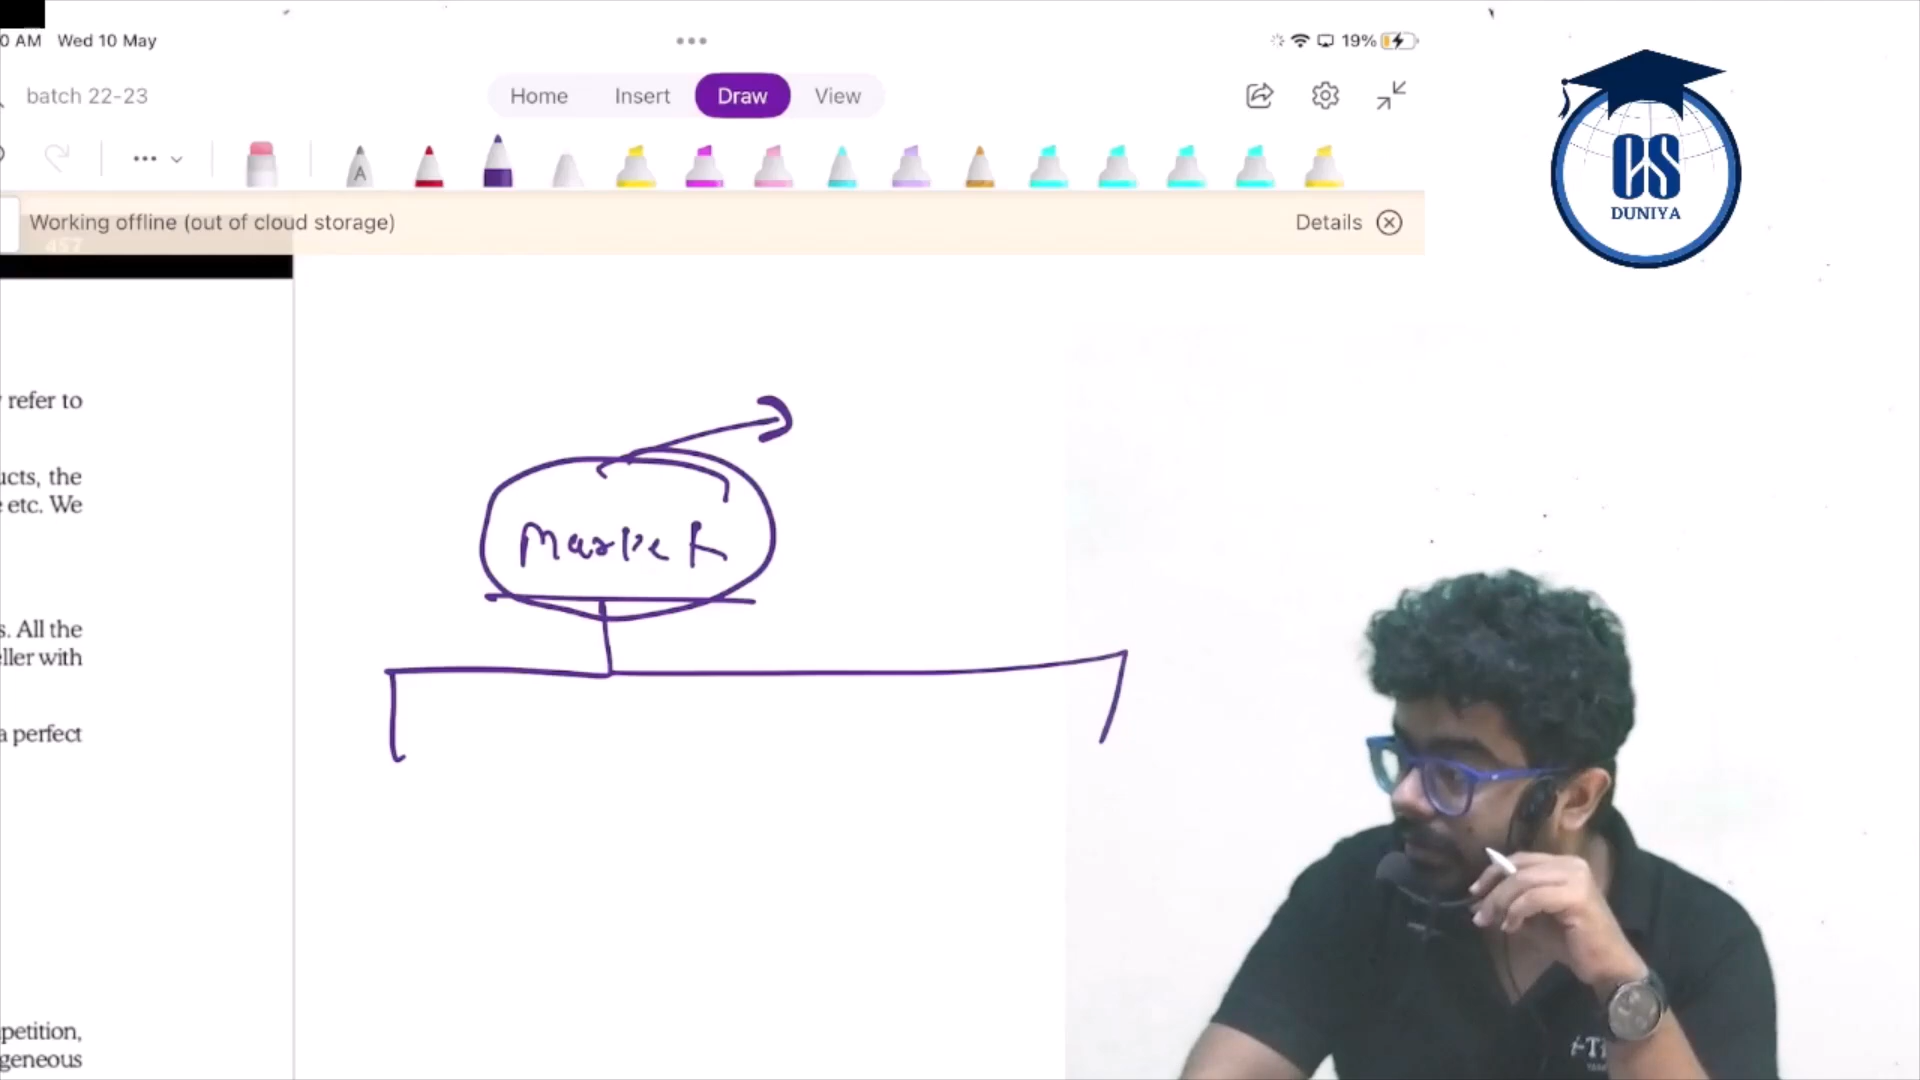 0 AM Wed 10 May
19%
batch 22-23
Home Insert Draw View
A
Working offline (out of cloud storage) Details
457
refer to
ucts, the
etc. We
s. All the
ller with
a perfect
petition,
geneous
Market
CS
DUNIYA